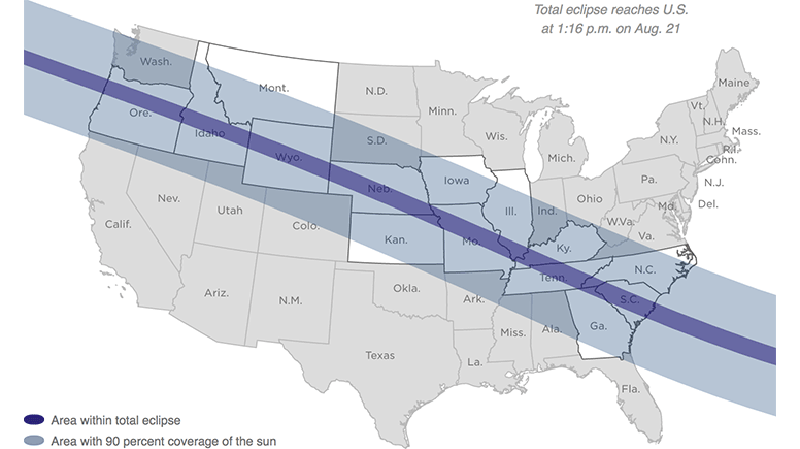 Total eclipse reaches U.S.
at 1:16 p.m. on Aug. 21
Wash.
Mont.
N.D.
Minn.
Maine
Ore.
Idaho
Wyo.
S.D.
Wis.
Mich.
N.Y.
Vt.
N.H.
Mass.
R.I.
Conn.
Nev.
Utah
Colo.
Neb.
Iowa
Ill.
Ind.
Ohio
Pa.
N.J.
Md.
Del.
Calif.
Kan.
Mo.
Ky.
W.Va.
Va.
Ariz.
N.M.
Okla.
Ark.
Tenn.
N.C.
S.C.
Texas
La.
Miss.
Ala.
Ga.
Fla.
Area within total eclipse
Area with 90 percent coverage of the sun